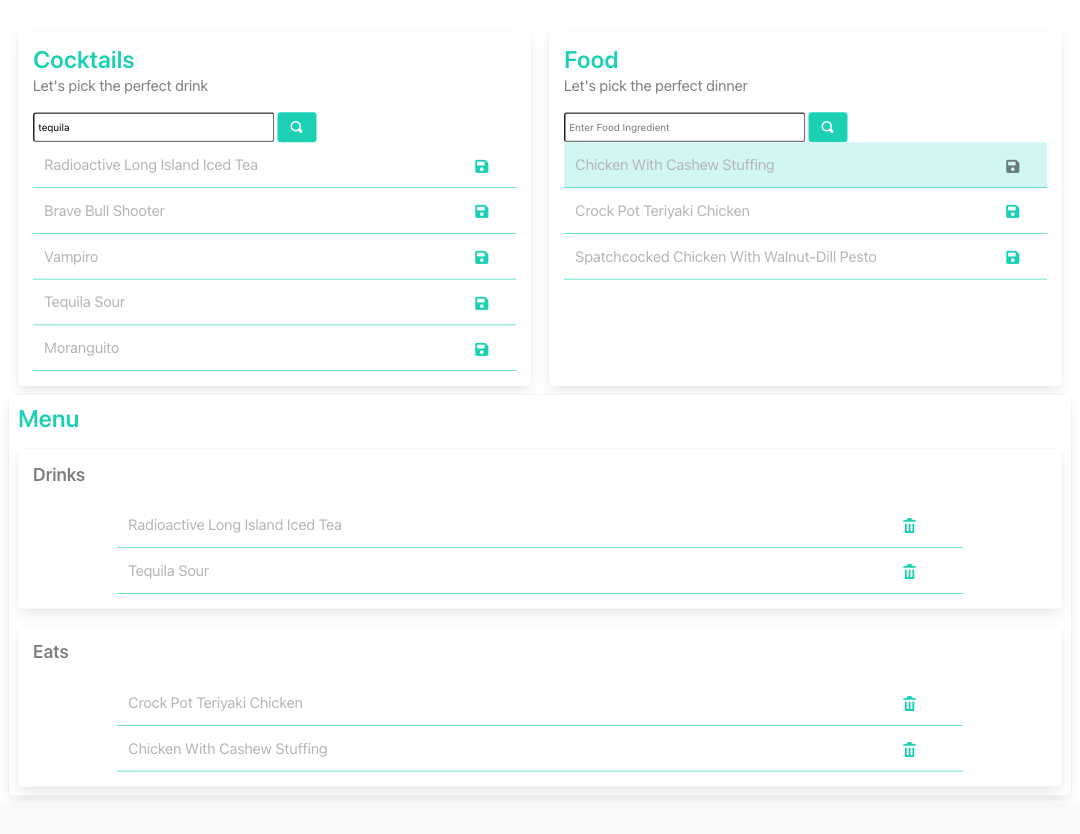 Cocktails
Let's pick the perfect drink
tequila
Radioactive Long Island Iced Tea
Brave Bull Shooter
Vampiro
Tequila Sour
Moranguito
Food
Let's pick the perfect dinner
Enter Food Ingredient
Chicken With Cashew Stuffing
Crock Pot Teriyaki Chicken
Spatchcocked Chicken With Walnut-Dill Pesto
Menu
Drinks
Radioactive Long Island Iced Tea
Tequila Sour
Eats
Crock Pot Teriyaki Chicken
Chicken With Cashew Stuffing